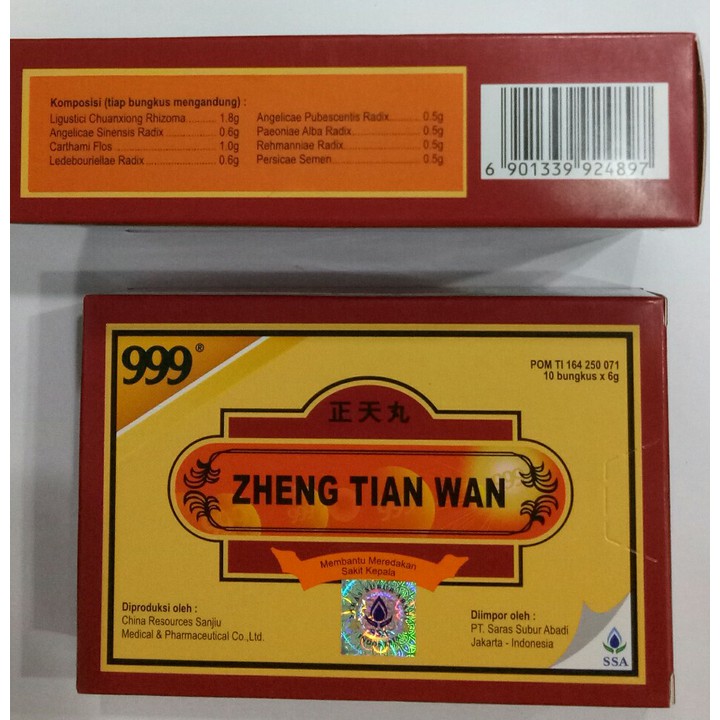 Komposisi (tiap bungkus mengandung) :
Ligustici Chuanxiong Rhizoma .......... 1.8g
Angelicae Sinensis Radix .......... 0.6g
Carthami Flos .......... 1.0g
Ledebouriellae Radix .......... 0.6g
Angelicae Pubescentis Radix .......... 0.5g
Paeoniae Alba Radix .......... 0.5g
Rehmanniae Radix .......... 0.5g
Persicae Semen .......... 0.5g
6 901339 924897
999®
POM TI 164 250 071
10 bungkus x 6g
正天丸
ZHENG TIAN WAN
999
999
Membantu Meredakan
Sakit Kepala
Diproduksi oleh :
China Resources Sanjiu
Medical & Pharmaceutical Co.,Ltd.
Diimpor oleh :
PT. Saras Subur Abadi
Jakarta - Indonesia
SSA